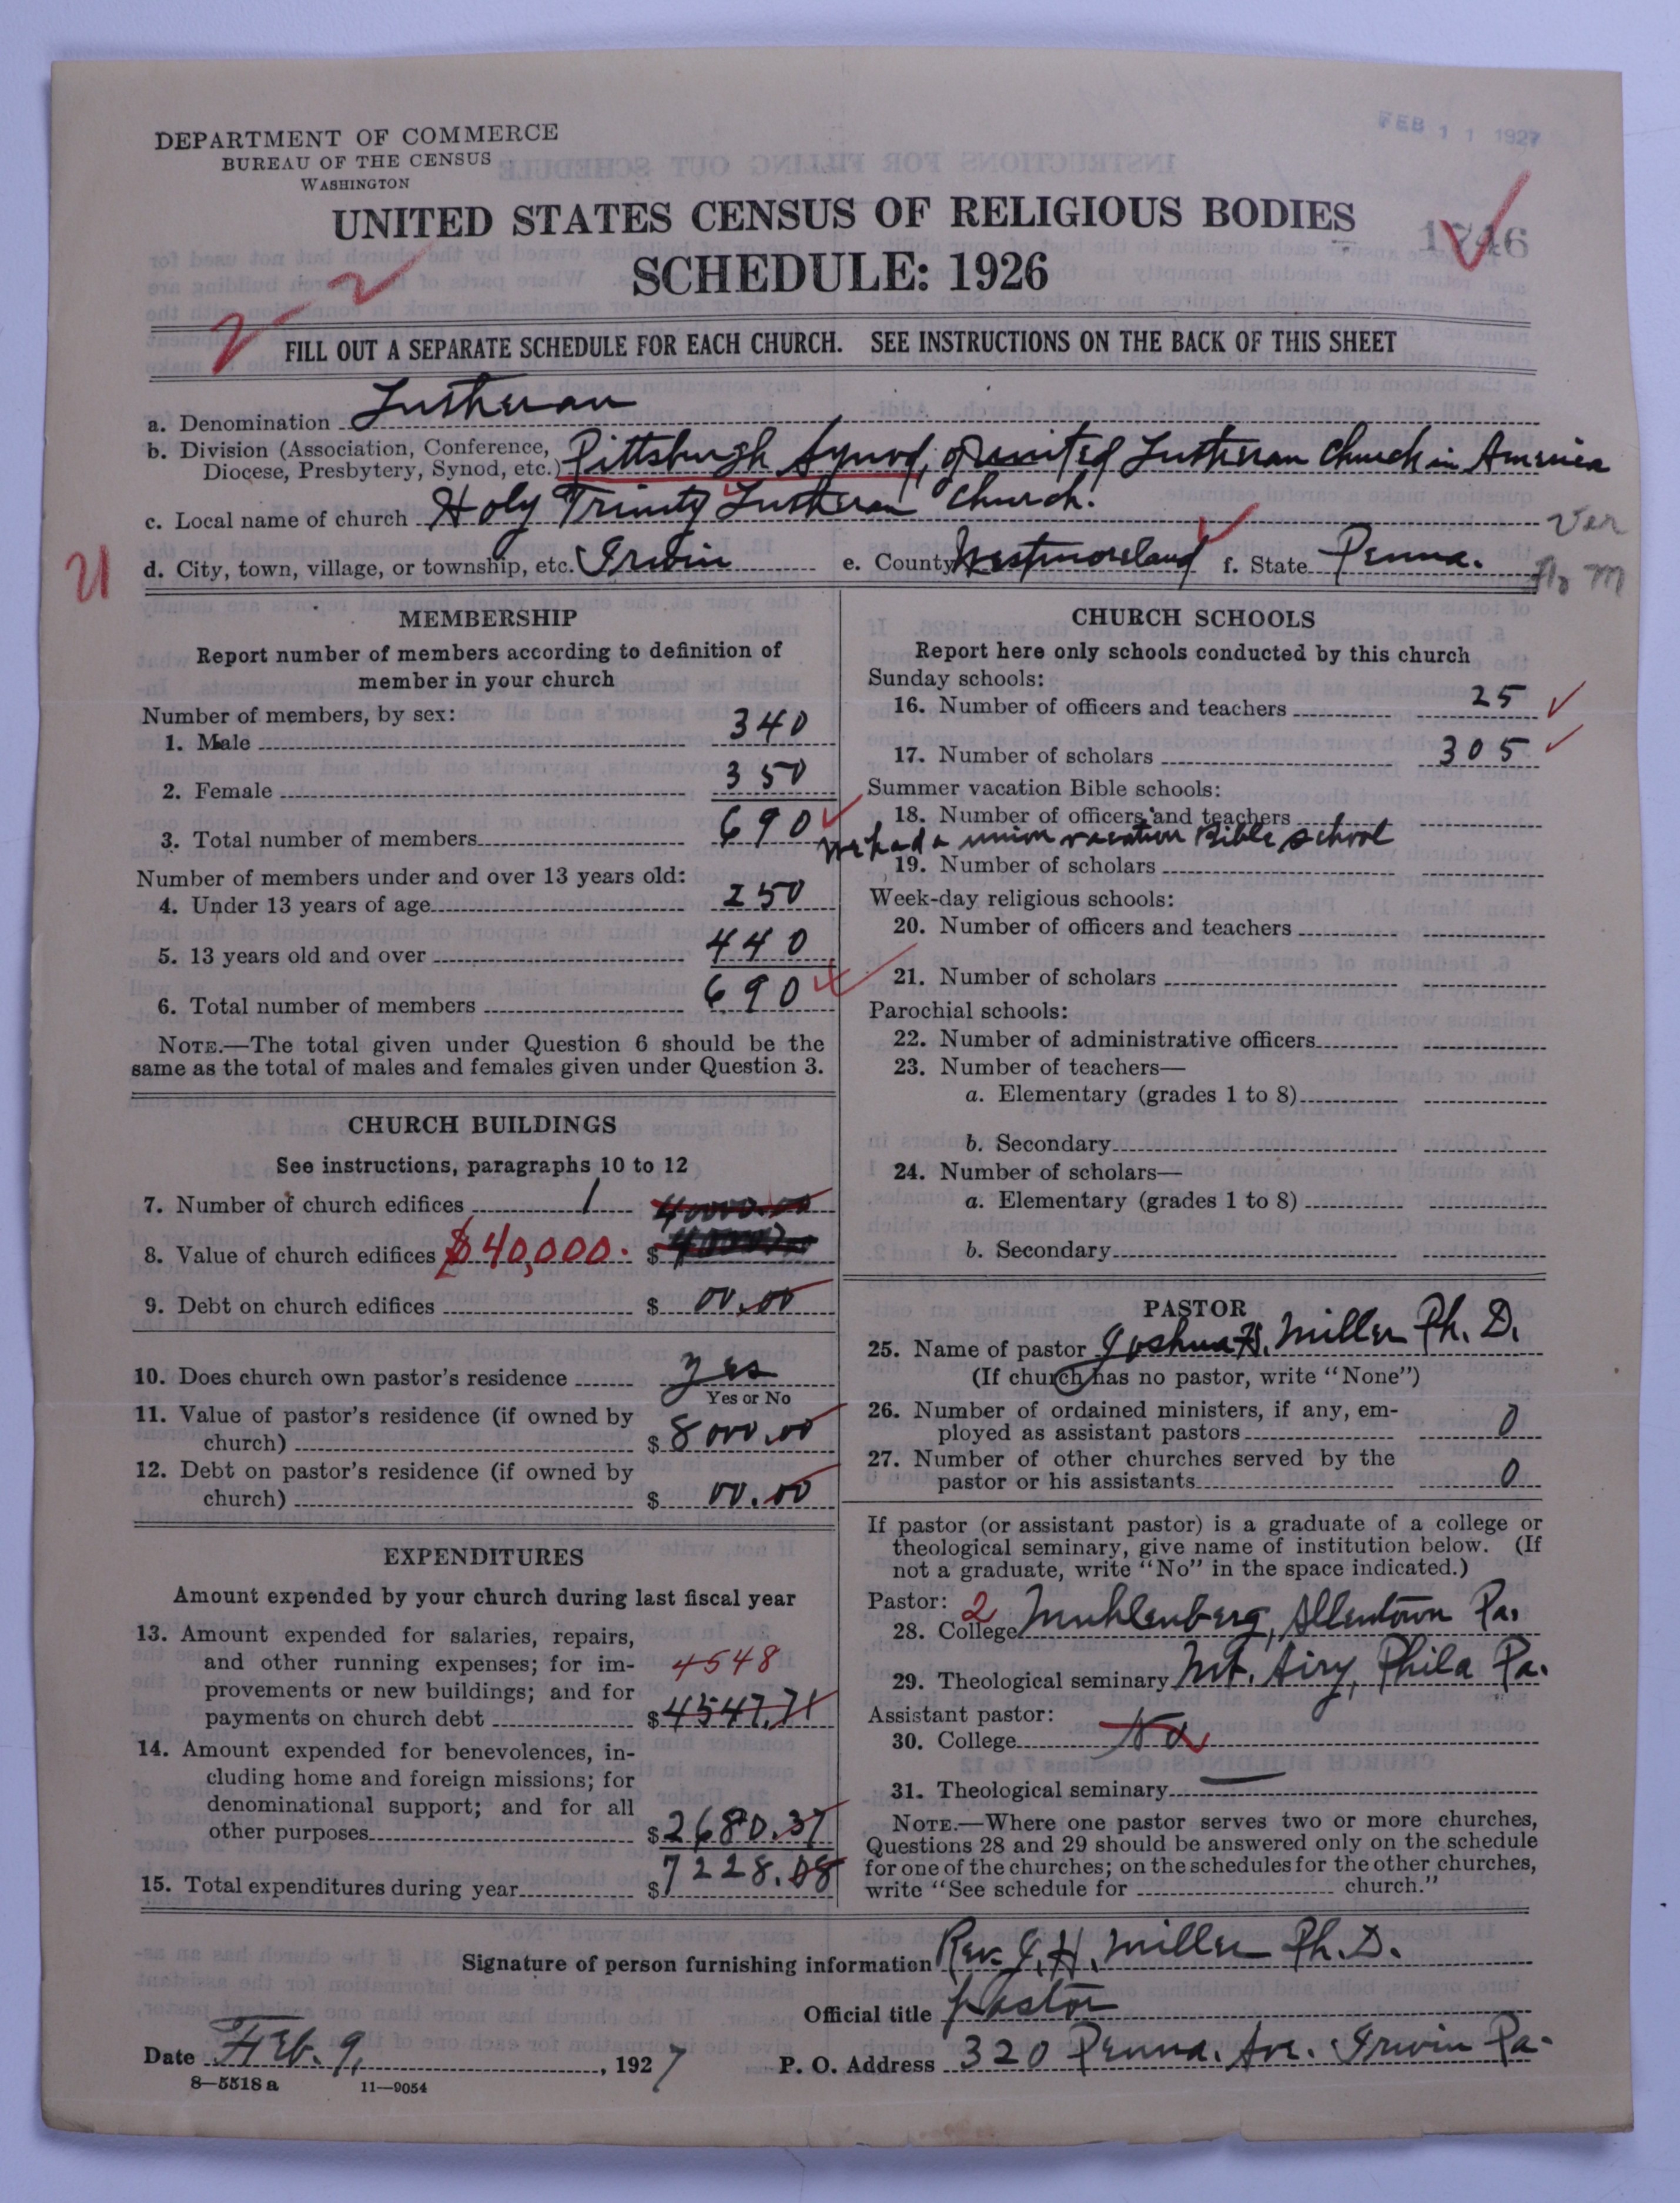 DEPARTMENT OF COMMERCE
BUREAU OF THE CENSUS
WASHINGTON
FEB 11 1927
UNITED STATES CENSUS OF RELIGIOUS BODIES
1746
SCHEDULE: 1926
FILL OUT A SEPARATE SCHEDULE FOR EACH CHURCH. SEE INSTRUCTIONS ON THE BACK OF THIS SHEET
a. Denomination Lutheran
b. Division (Association, Conference, Diocese, Presbytery, Synod, etc.) Pittsburgh Synod, of United Lutheran Church in America
c. Local name of church Holy Trinity Lutheran Church.
Ver
d. City, town, village, or township, etc. Irwin e. County Westmoreland f. State Penna.
MEMBERSHIP
Report number of members according to definition of
member in your church
Number of members, by sex:
1. Male 340
2. Female 350
3. Total number of members 690
Number of members under and over 13 years old:
4. Under 13 years of age 250
5. 13 years old and over 440
6. Total number of members 690
NOTE.—The total given under Question 6 should be the
same as the total of males and females given under Question 3.
CHURCH BUILDINGS
See instructions, paragraphs 10 to 12
7. Number of church edifices 1
8. Value of church edifices $40,000. $
9. Debt on church edifices $ 00.00
10. Does church own pastor's residence yes
Yes or No
11. Value of pastor's residence (if owned by
church) $ 8000.00
12. Debt on pastor's residence (if owned by
church) $ 00.00
EXPENDITURES
Amount expended by your church during last fiscal year
13. Amount expended for salaries, repairs,
and other running expenses; for im-
4548
provements or new buildings; and for
payments on church debt $ 4547.71
14. Amount expended for benevolences, in-
cluding home and foreign missions; for
denominational support; and for all
other purposes $ 2680.37
15. Total expenditures during year $ 7228.08
CHURCH SCHOOLS
Report here only schools conducted by this church
Sunday schools:
16. Number of officers and teachers 25
17. Number of scholars 305
Summer vacation Bible schools:
18. Number of officers and teachers
We had a union vacation Bible school
19. Number of scholars
Week-day religious schools:
20. Number of officers and teachers
21. Number of scholars
Parochial schools:
22. Number of administrative officers
23. Number of teachers—
a. Elementary (grades 1 to 8)
b. Secondary
24. Number of scholars—
a. Elementary (grades 1 to 8)
b. Secondary
PASTOR
25. Name of pastor Joshua H. Miller Ph. D.
(If church has no pastor, write "None")
26. Number of ordained ministers, if any, em-
ployed as assistant pastors 0
27. Number of other churches served by the
pastor or his assistants 0
If pastor (or assistant pastor) is a graduate of a college or
theological seminary, give name of institution below. (If
not a graduate, write "No" in the space indicated.)
Pastor: 2
28. College Muhlenberg, Allentown Pa.
29. Theological seminary Mt. Airy, Phila Pa.
Assistant pastor:
30. College No
31. Theological seminary
NOTE.—Where one pastor serves two or more churches,
Questions 28 and 29 should be answered only on the schedule
for one of the churches; on the schedules for the other churches,
write "See schedule for church."
Signature of person furnishing information Rev. J. H. Miller Ph. D.
Official title Pastor
Date Feb. 9, 1927 P. O. Address 320 Penna. Ave. Irwin Pa.
8—5518 a 11—9054